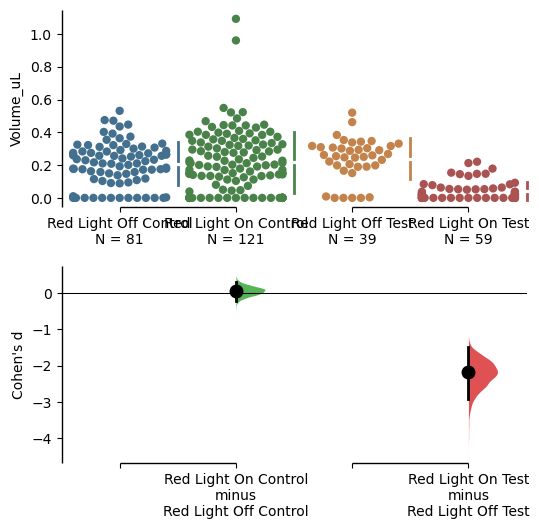 Volume_uL
1.0
0.8
0.6
0.4
0.2
0.0
Red Light Off Control Red Light On Control Red Light Off Test Red Light On Test
N = 81 N = 121 N = 39 N = 59
Cohen's d
0
−1
−2
−3
−4
Red Light On Control Red Light On Test
minus minus
Red Light Off Control Red Light Off Test